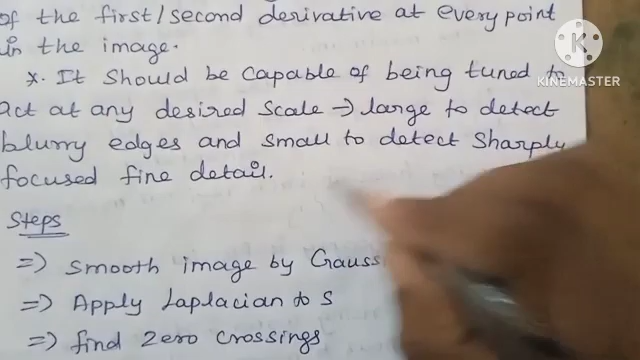 of the first/second derivative at every point
in the image.
*. It should be capable of being tuned to
act at any desired scale → large to detect
blurry edges and small to detect sharply
focused fine detail.
Steps
=> Smooth image by Gauss
=> Apply Laplacian to S
=> find zero crossings
KINEMASTER